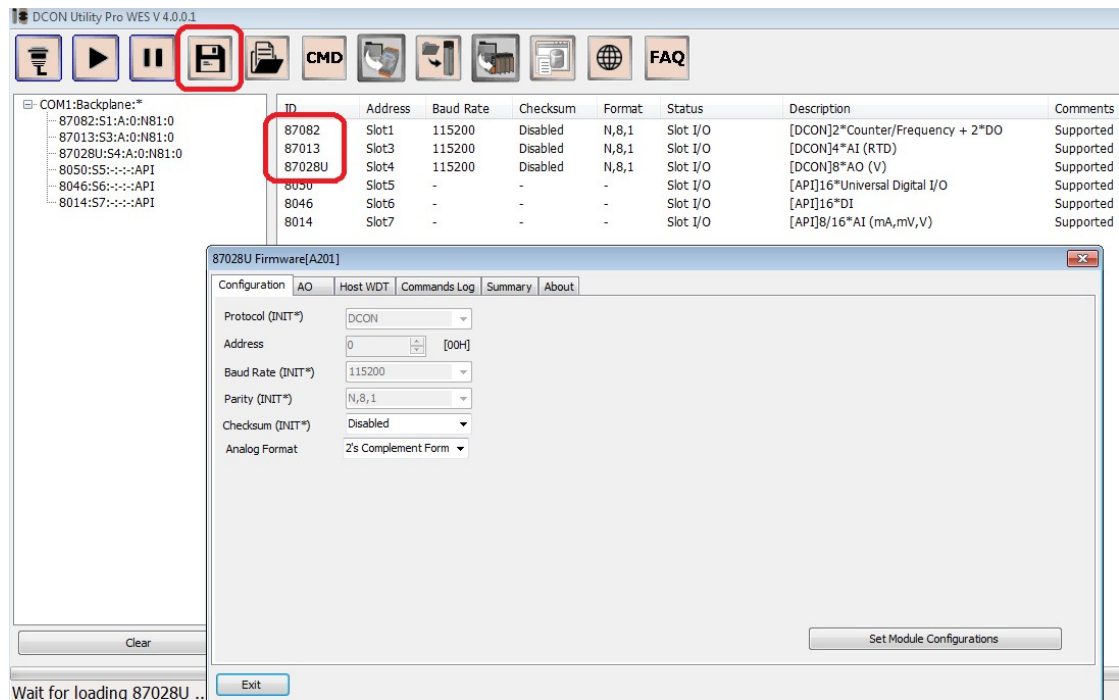 DCON Utility Pro WES V 4.0.0.1
CMD FAQ
COM1:Backplane:*
87082:S1:A:0:N81:0
87013:S3:A:0:N81:0
87028U:S4:A:0:N81:0
8050:S5:-:-:-:API
8046:S6:-:-:-:API
8014:S7:-:-:-:API
ID Address Baud Rate Checksum Format Status Description Comments
87082 Slot1 115200 Disabled N,8,1 Slot I/O [DCON]2*Counter/Frequency + 2*DO Supported
87013 Slot3 115200 Disabled N,8,1 Slot I/O [DCON]4*AI (RTD) Supported
87028U Slot4 115200 Disabled N,8,1 Slot I/O [DCON]8*AO (V) Supported
8050 Slot5 - - - Slot I/O [API]16*Universal Digital I/O Supported
8046 Slot6 - - - Slot I/O [API]16*DI Supported
8014 Slot7 - - - Slot I/O [API]8/16*AI (mA,mV,V) Supported
87028U Firmware[A201]
Configuration AO Host WDT Commands Log Summary About
Protocol (INIT*) DCON
Address 0 [00H]
Baud Rate (INIT*) 115200
Parity (INIT*) N,8,1
Checksum (INIT*) Disabled
Analog Format 2's Complement Form
Set Module Configurations
Clear
Exit
Wait for loading 87028U ..